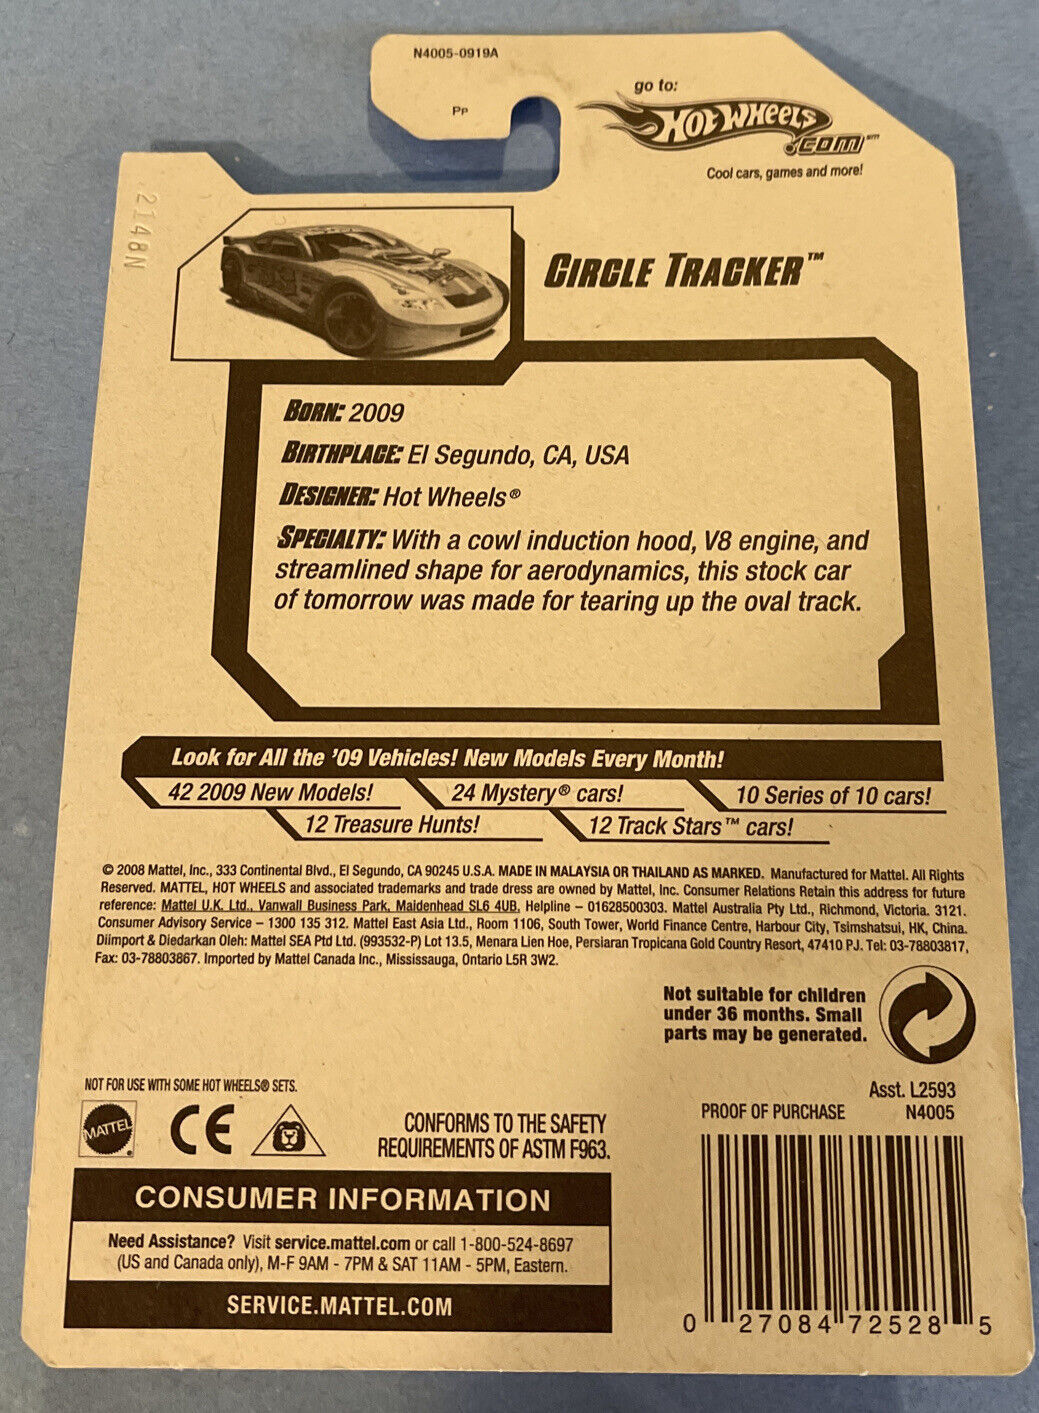 N4005-0919A
Pp
go to:
Hot Wheels
.COM℠
Cool cars, games and more!
2148N
CIRCLE TRACKER™
BORN: 2009
BIRTHPLACE: El Segundo, CA, USA
DESIGNER: Hot Wheels®
SPECIALTY: With a cowl induction hood, V8 engine, and
streamlined shape for aerodynamics, this stock car
of tomorrow was made for tearing up the oval track.
Look for All the '09 Vehicles! New Models Every Month!
42 2009 New Models!
24 Mystery® cars!
10 Series of 10 cars!
12 Treasure Hunts!
12 Track Stars™ cars!
© 2008 Mattel, Inc., 333 Continental Blvd., El Segundo, CA 90245 U.S.A. MADE IN MALAYSIA OR THAILAND AS MARKED. Manufactured for Mattel. All Rights
Reserved. MATTEL, HOT WHEELS and associated trademarks and trade dress are owned by Mattel, Inc. Consumer Relations Retain this address for future
reference: Mattel U.K. Ltd., Vanwall Business Park, Maidenhead SL6 4UB. Helpline – 01628500303. Mattel Australia Pty Ltd., Richmond, Victoria. 3121.
Consumer Advisory Service – 1300 135 312. Mattel East Asia Ltd., Room 1106, South Tower, World Finance Centre, Harbour City, Tsimshatsui, HK, China.
Diimport & Diedarkan Oleh: Mattel SEA Ptd Ltd. (993532-P) Lot 13.5, Menara Lien Hoe, Persiaran Tropicana Gold Country Resort, 47410 PJ. Tel: 03-78803817,
Fax: 03-78803867. Imported by Mattel Canada Inc., Mississauga, Ontario L5R 3W2.
Not suitable for children
under 36 months. Small
parts may be generated.
NOT FOR USE WITH SOME HOT WHEELS® SETS.
MATTEL
CE
CONFORMS TO THE SAFETY
REQUIREMENTS OF ASTM F963.
Asst. L2593
PROOF OF PURCHASE N4005
CONSUMER INFORMATION
Need Assistance? Visit service.mattel.com or call 1-800-524-8697
(US and Canada only), M-F 9AM - 7PM & SAT 11AM - 5PM, Eastern.
SERVICE.MATTEL.COM
0 27084 72528 5